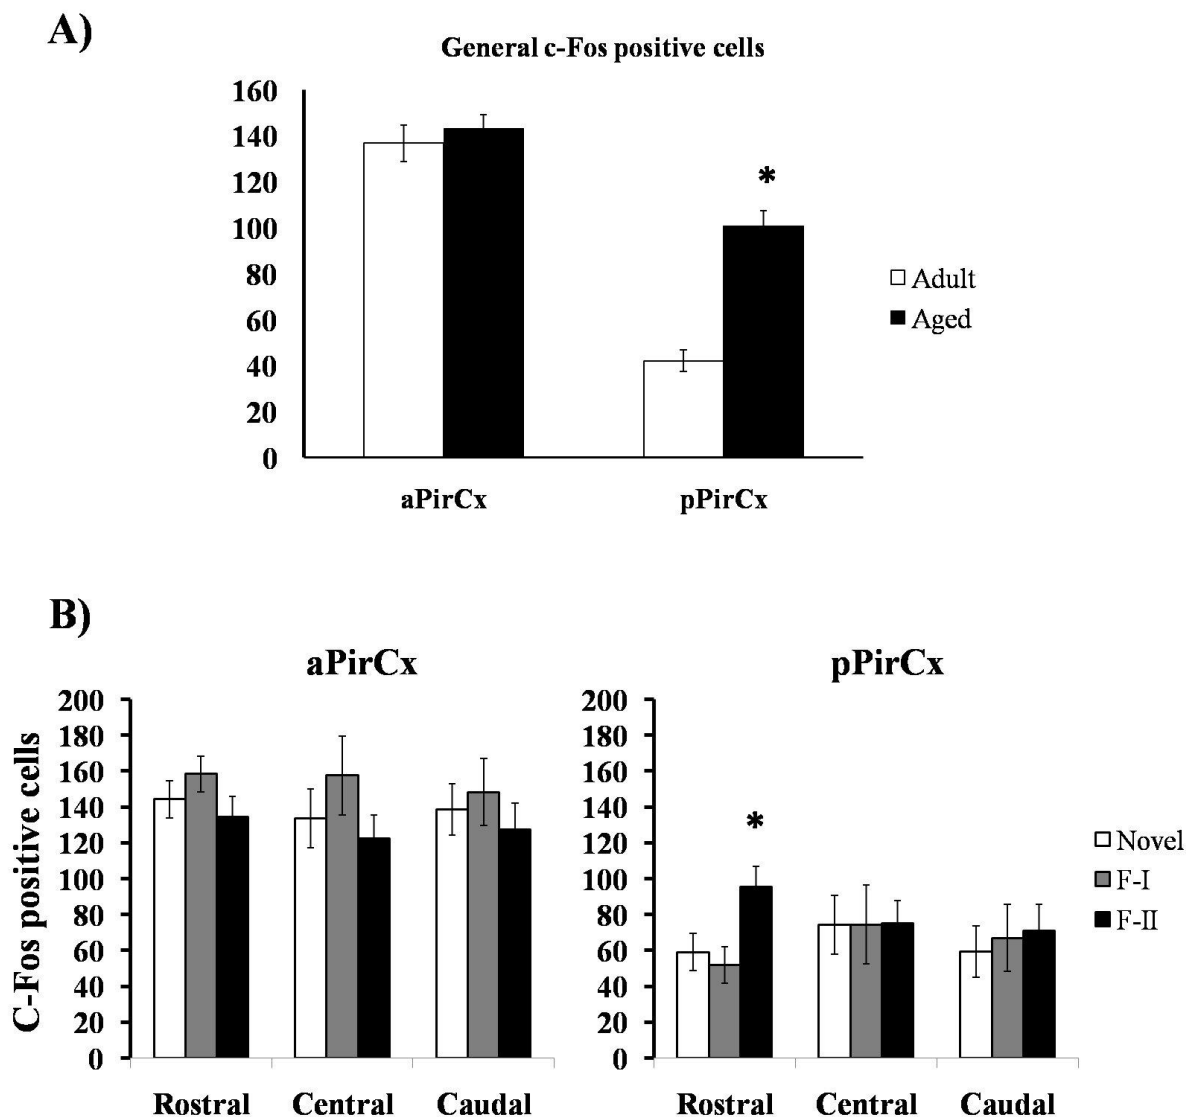 A)
General c-Fos positive cells
160
140
120
100
80
60
40
20
0
*
aPirCx pPirCx
Adult
Aged
B)
aPirCx
C-Fos positive cells
200
180
160
140
120
100
80
60
40
20
0
Rostral Central Caudal
pPirCx
200
180
160
140
120
100
80
60
40
20
0
*
Rostral Central Caudal
Novel
F-I
F-II